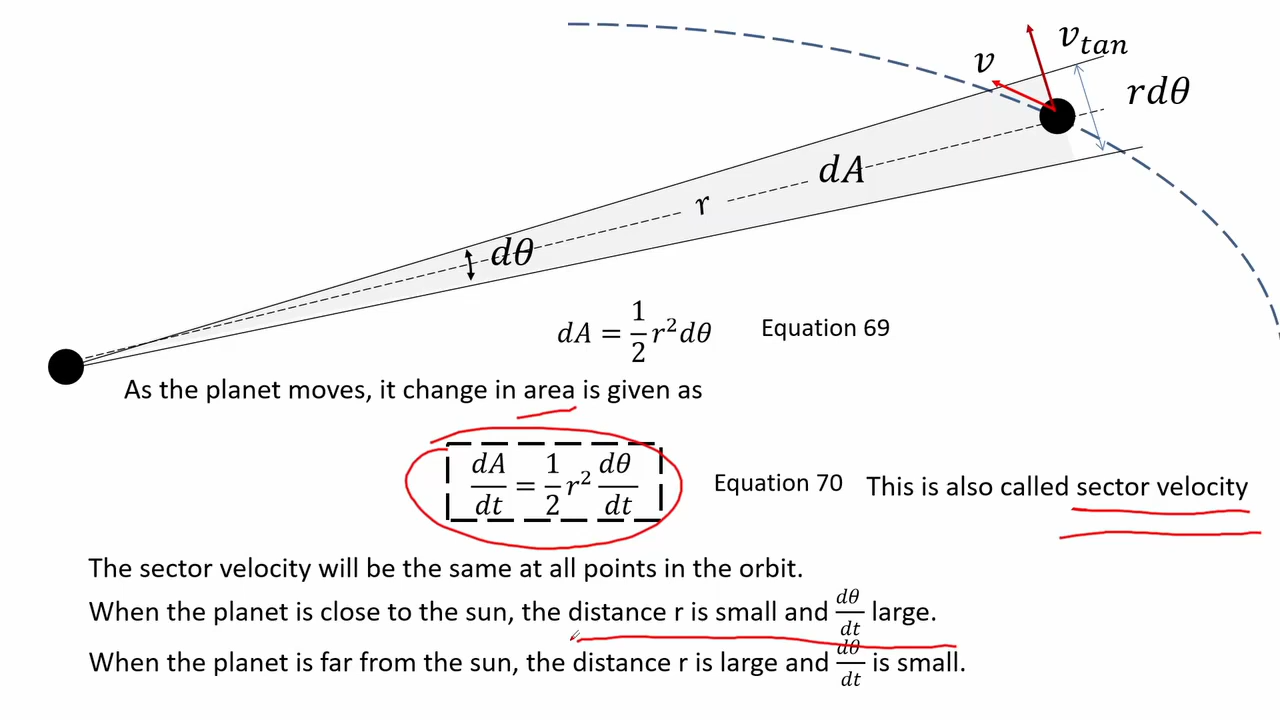 v_tan
v
rdθ
dA
r
dθ
dA = 1/2 r² dθ Equation 69
As the planet moves, it change in area is given as
dA/dt = 1/2 r² dθ/dt Equation 70 This is also called sector velocity
The sector velocity will be the same at all points in the orbit.
When the planet is close to the sun, the distance r is small and dθ/dt large.
When the planet is far from the sun, the distance r is large and dθ/dt is small.